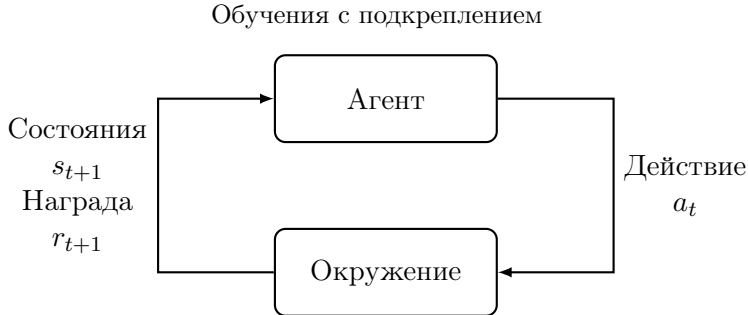 Обучения с подкреплением
Агент
Состояния
s_{t+1}
Награда
r_{t+1}
Действие
a_t
Окружение